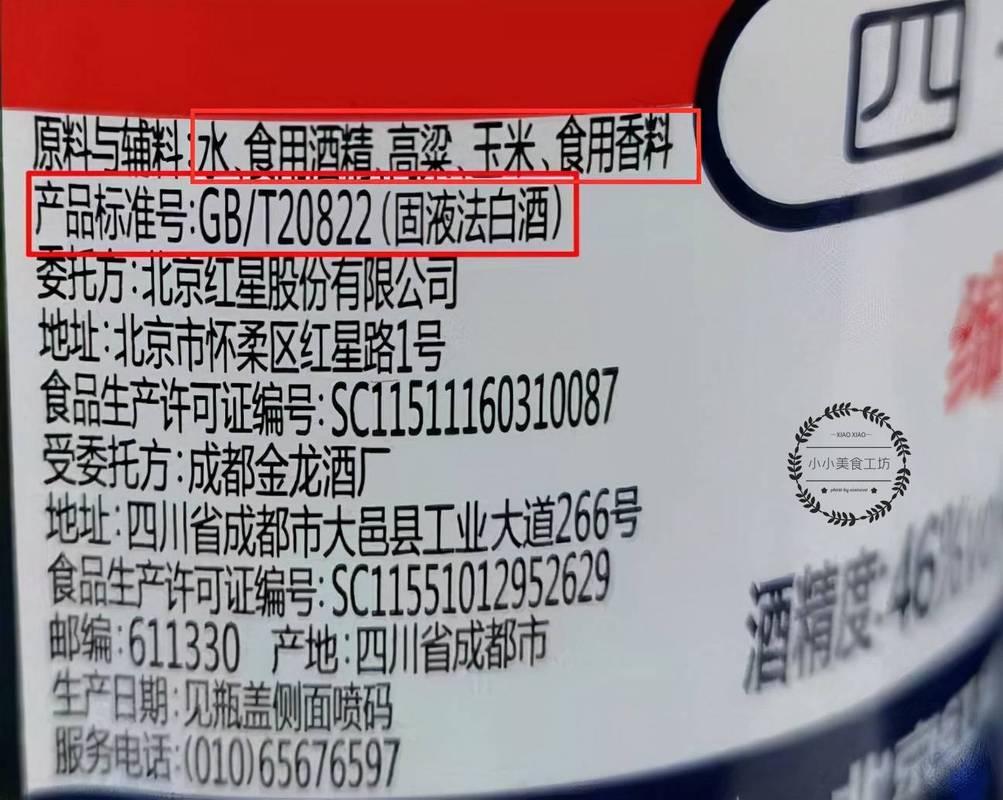 四
原料与辅料:水、食用酒精、高粱、玉米、食用香料
产品标准号:GB/T20822(固液法白酒)
委托方:北京红星股份有限公司
地址:北京市怀柔区红星路1号
食品生产许可证编号:SC11511160310087
受委托方:成都金龙酒厂
地址:四川省成都市大邑县工业大道266号
食品生产许可证编号:SC11551012952629
邮编:611330 产地:四川省成都市
生产日期:见瓶盖侧面喷码
服务电话:(010)65676597
酒精度:46%vo
XIAO XIAO
小小美食工坊